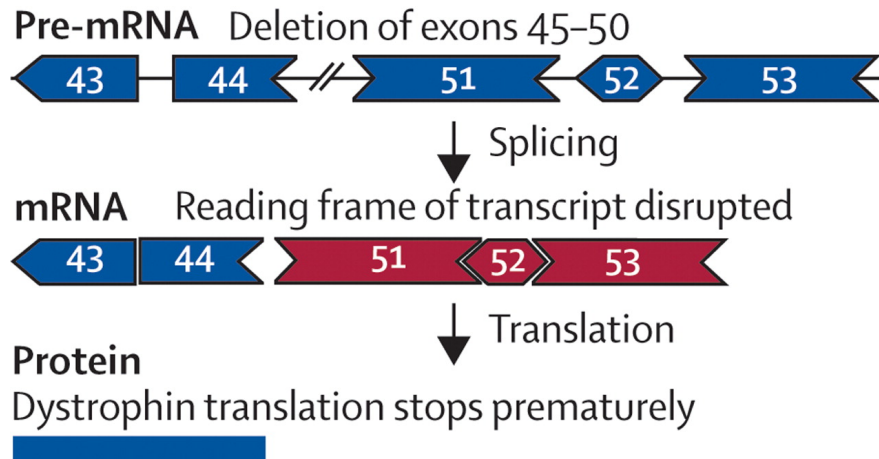 Pre-mRNA Deletion of exons 45–50
43 44 51 52 53
Splicing
mRNA Reading frame of transcript disrupted
43 44 51 52 53
Translation
Protein
Dystrophin translation stops prematurely